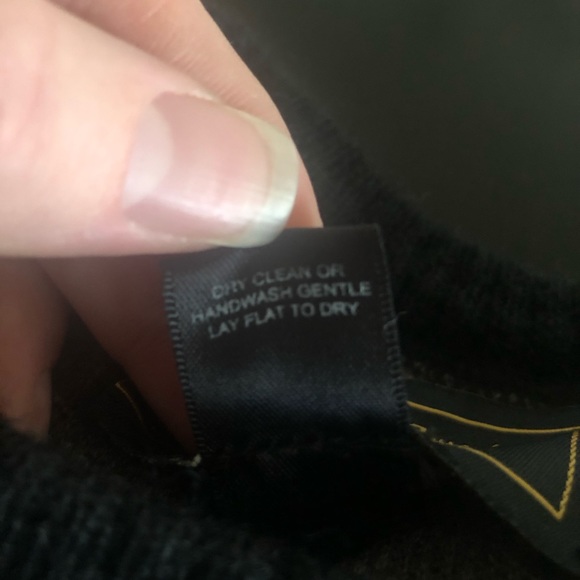 DRY CLEAN OR
HANDWASH GENTLE
LAY FLAT TO DRY